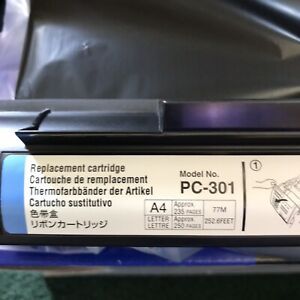 Replacement cartridge
Cartouche de remplacement
Thermofarbbänder der Artikel
Cartucho sustitutivo
色帯盒
リボンカートリッジ
Model No.
PC-301
A4 Approx. 235 PAGES 77M
LETTER LETTRE Approx. 250 PAGES 252.6FEET
1